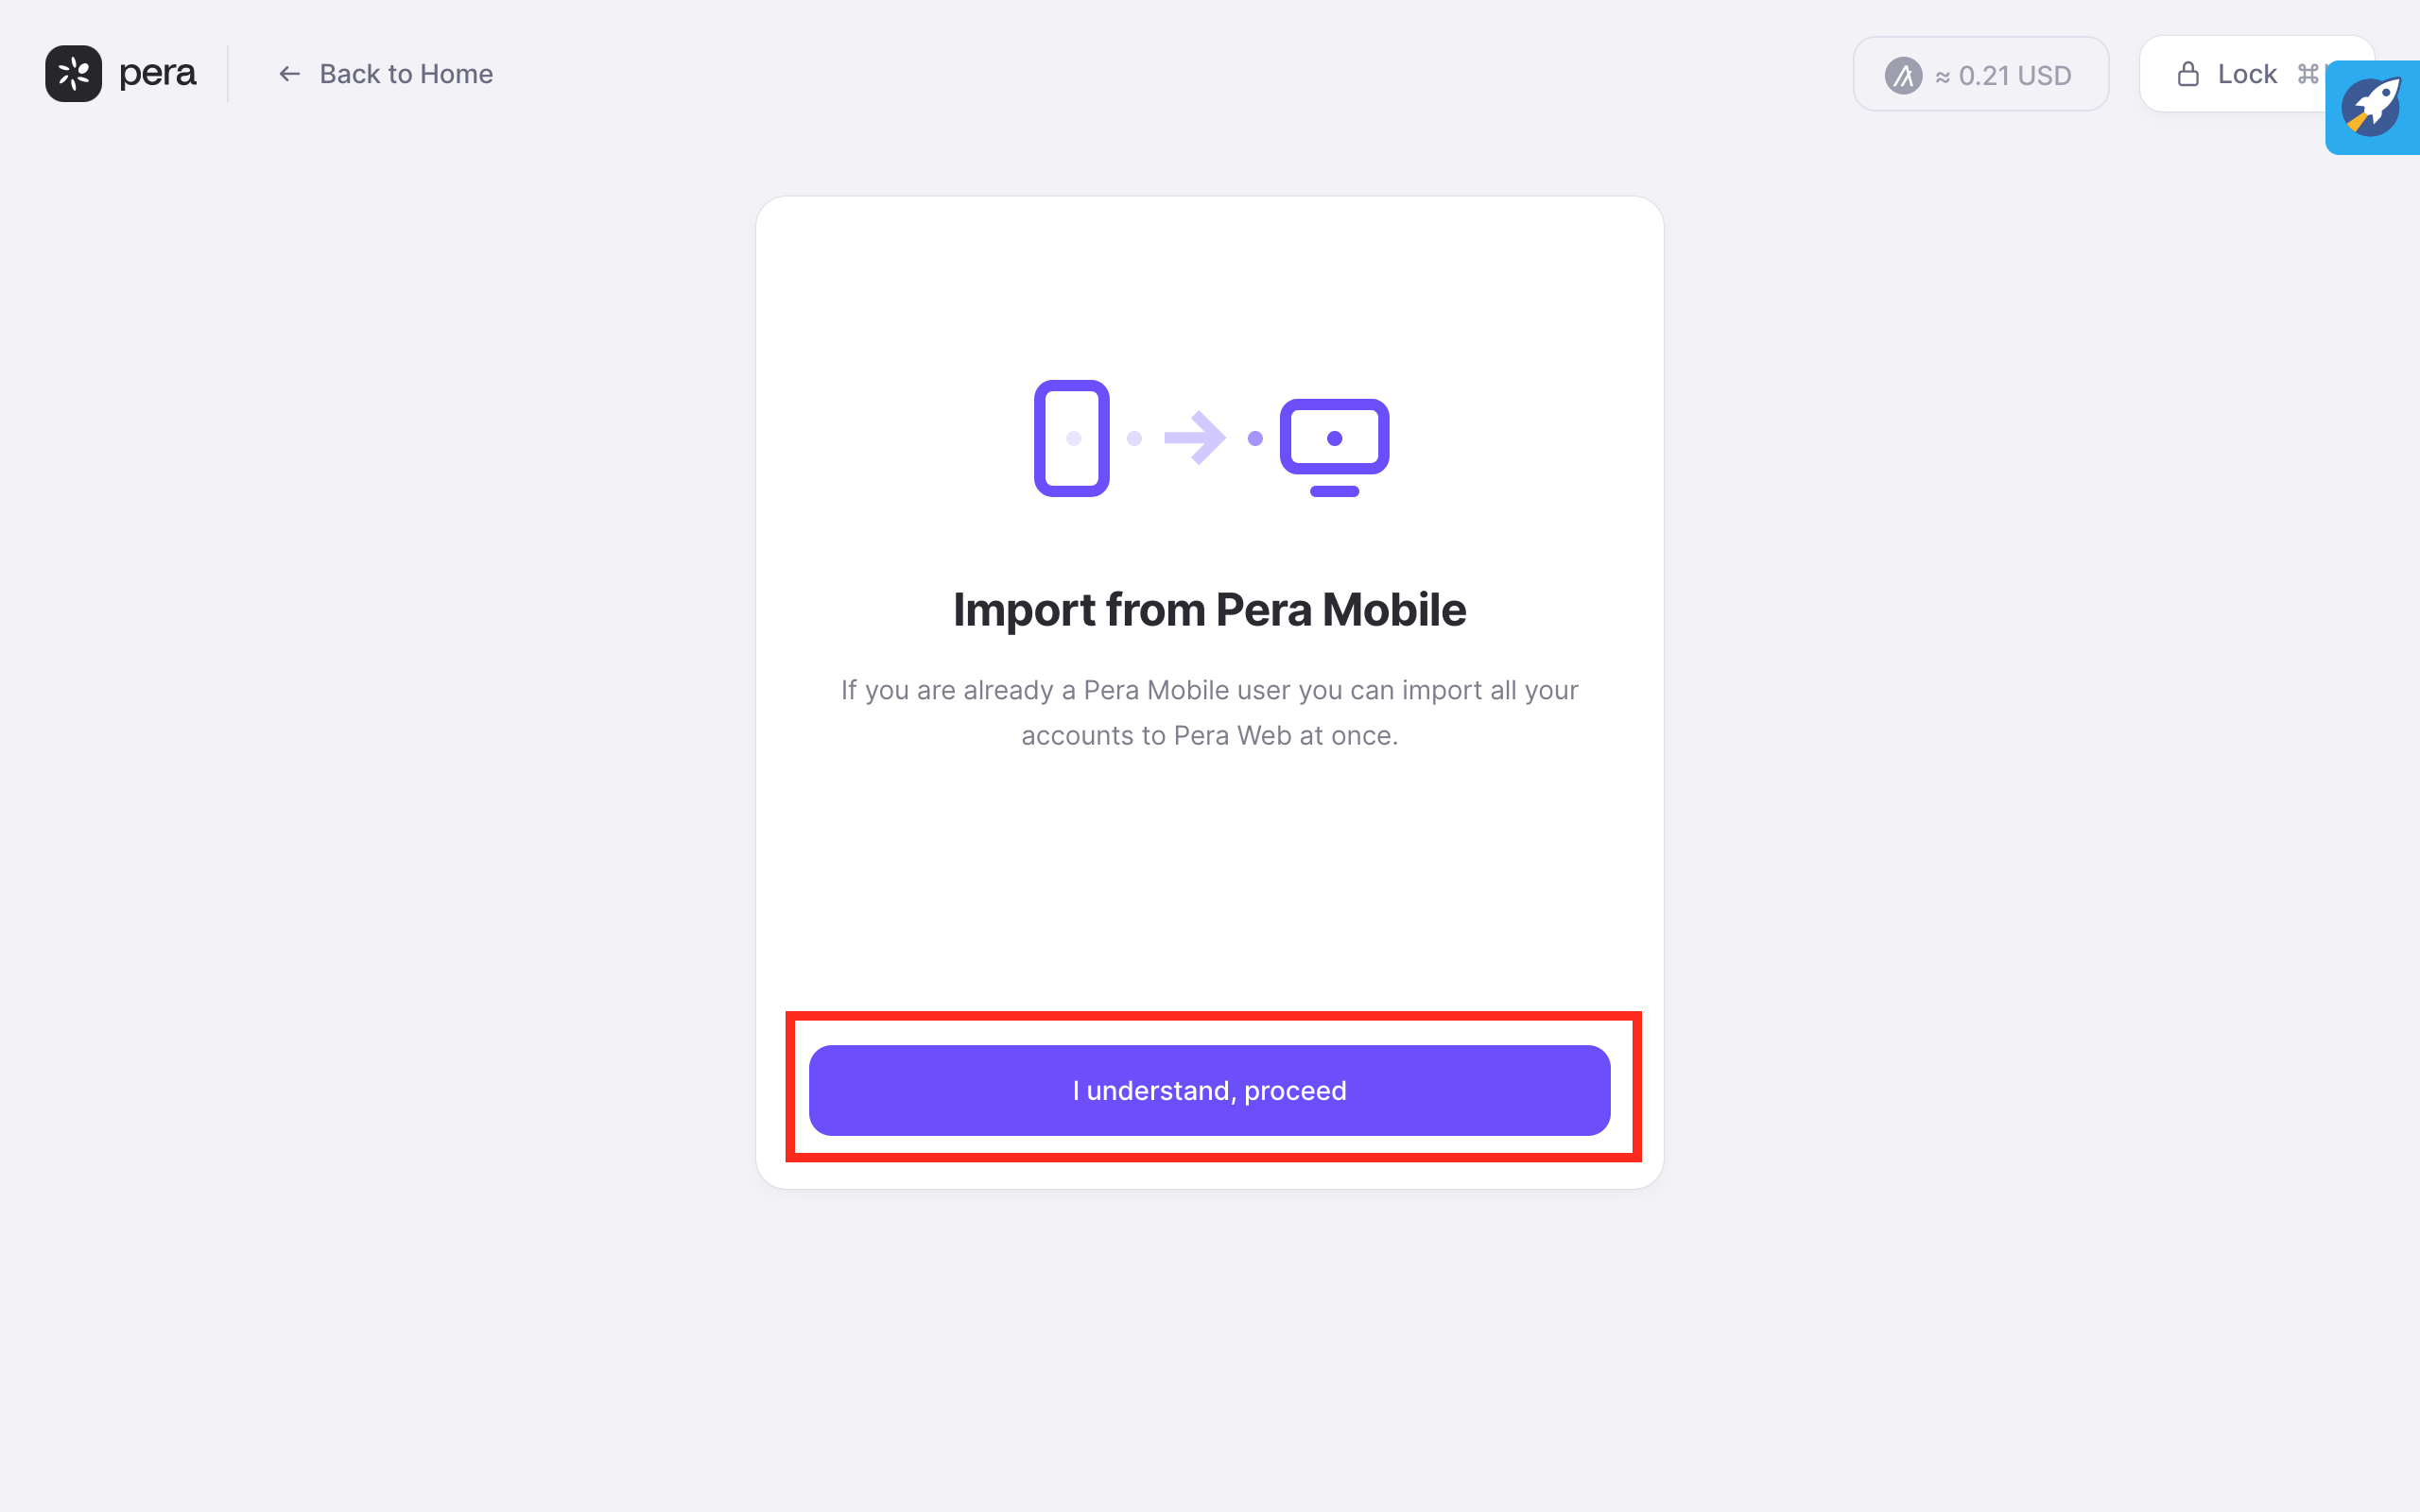 pera
Back to Home
≈ 0.21 USD
Lock ⌘
Import from Pera Mobile
If you are already a Pera Mobile user you can import all your
accounts to Pera Web at once.
I understand, proceed